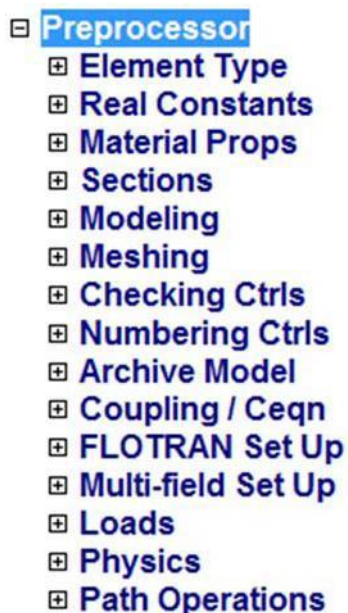 Preprocessor
Element Type
Real Constants
Material Props
Sections
Modeling
Meshing
Checking Ctrls
Numbering Ctrls
Archive Model
Coupling / Ceqn
FLOTRAN Set Up
Multi-field Set Up
Loads
Physics
Path Operations